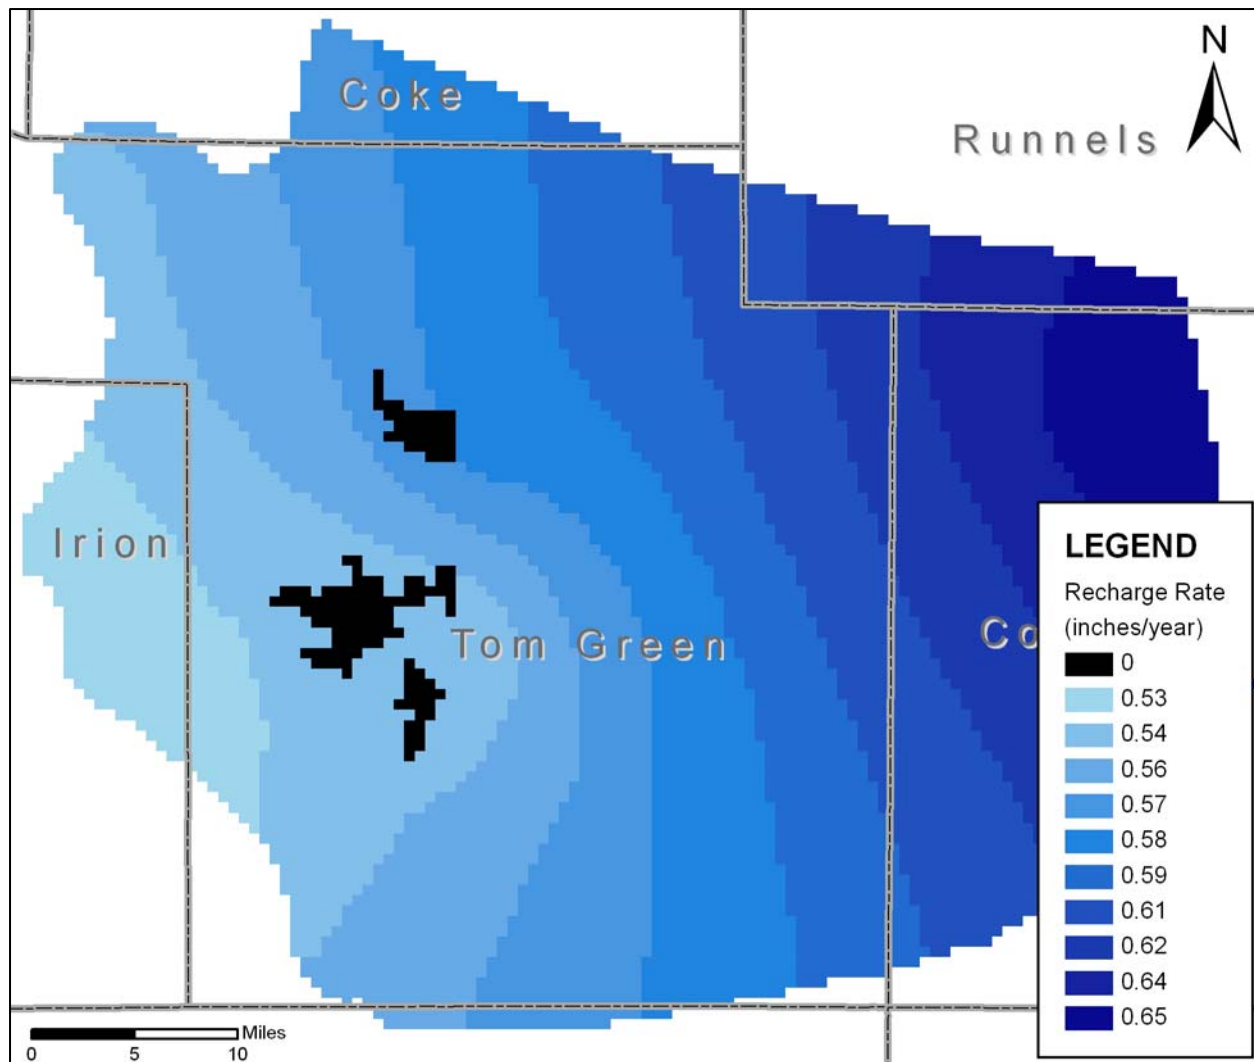 N
Coke
Runnels
Irion
Tom Green
Co
LEGEND
Recharge Rate
(inches/year)
0
0.53
0.54
0.56
0.57
0.58
0.59
0.61
0.62
0.64
0.65
Miles
0 5 10